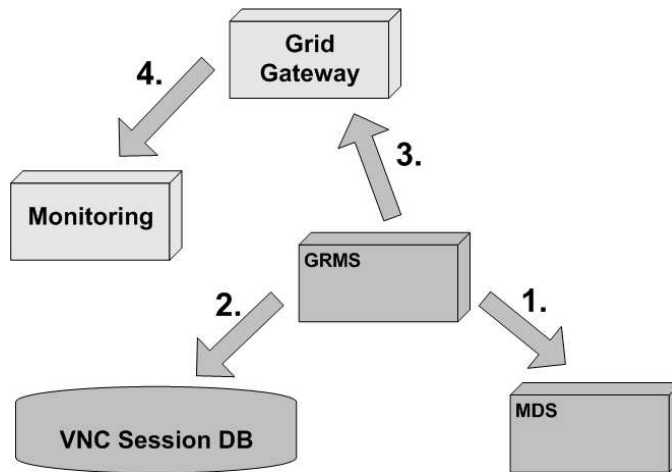 Grid
Gateway
4.
3.
Monitoring
GRMS
2.
1.
MDS
VNC Session DB